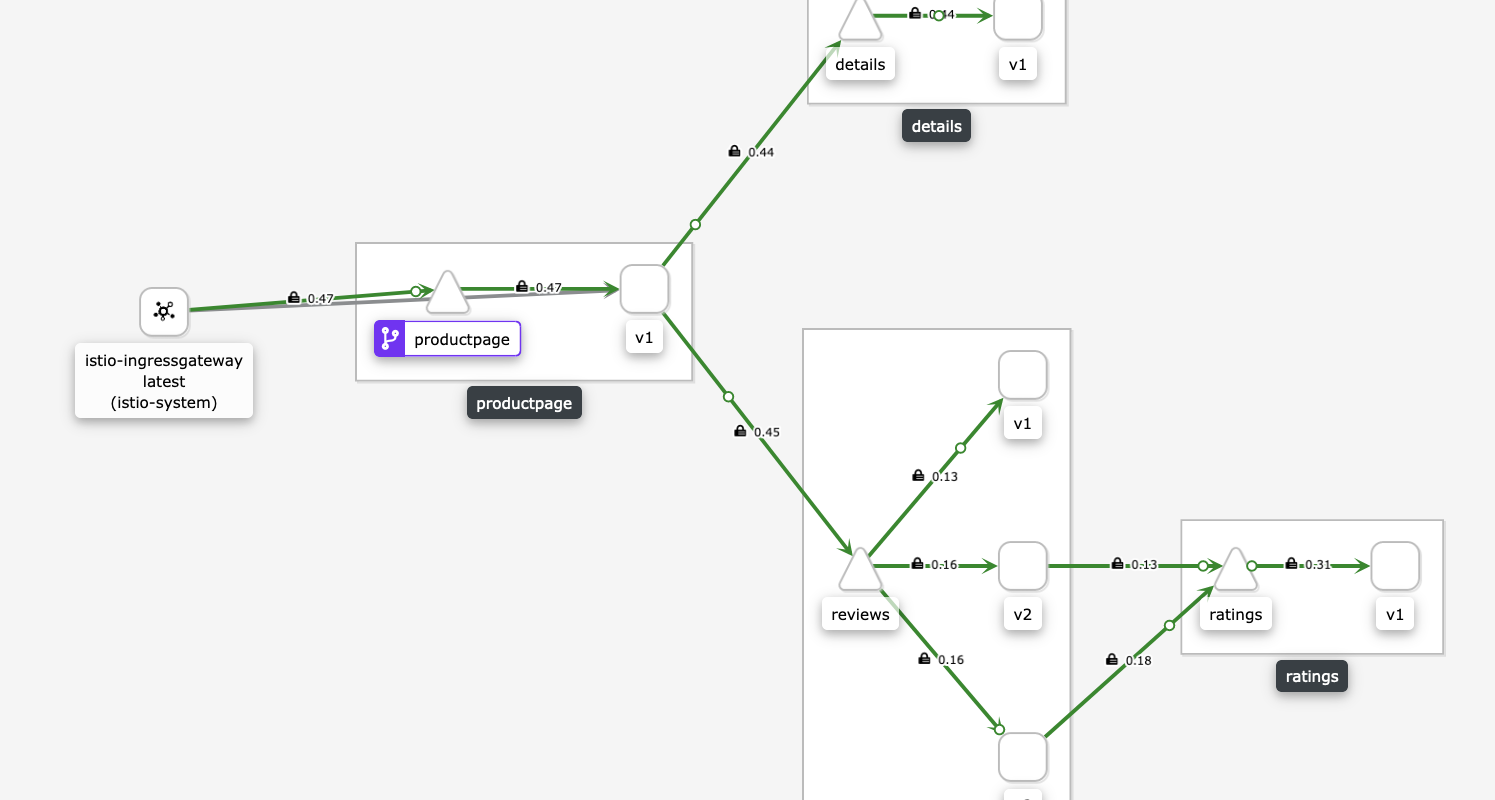 0.44
details
v1
details
0.44
0.47
0.47
productpage
v1
istio-ingressgateway
latest
(istio-system)
productpage
0.45
v1
0.13
0.16
0.13
0.31
reviews
v2
ratings
v1
0.16
0.18
ratings